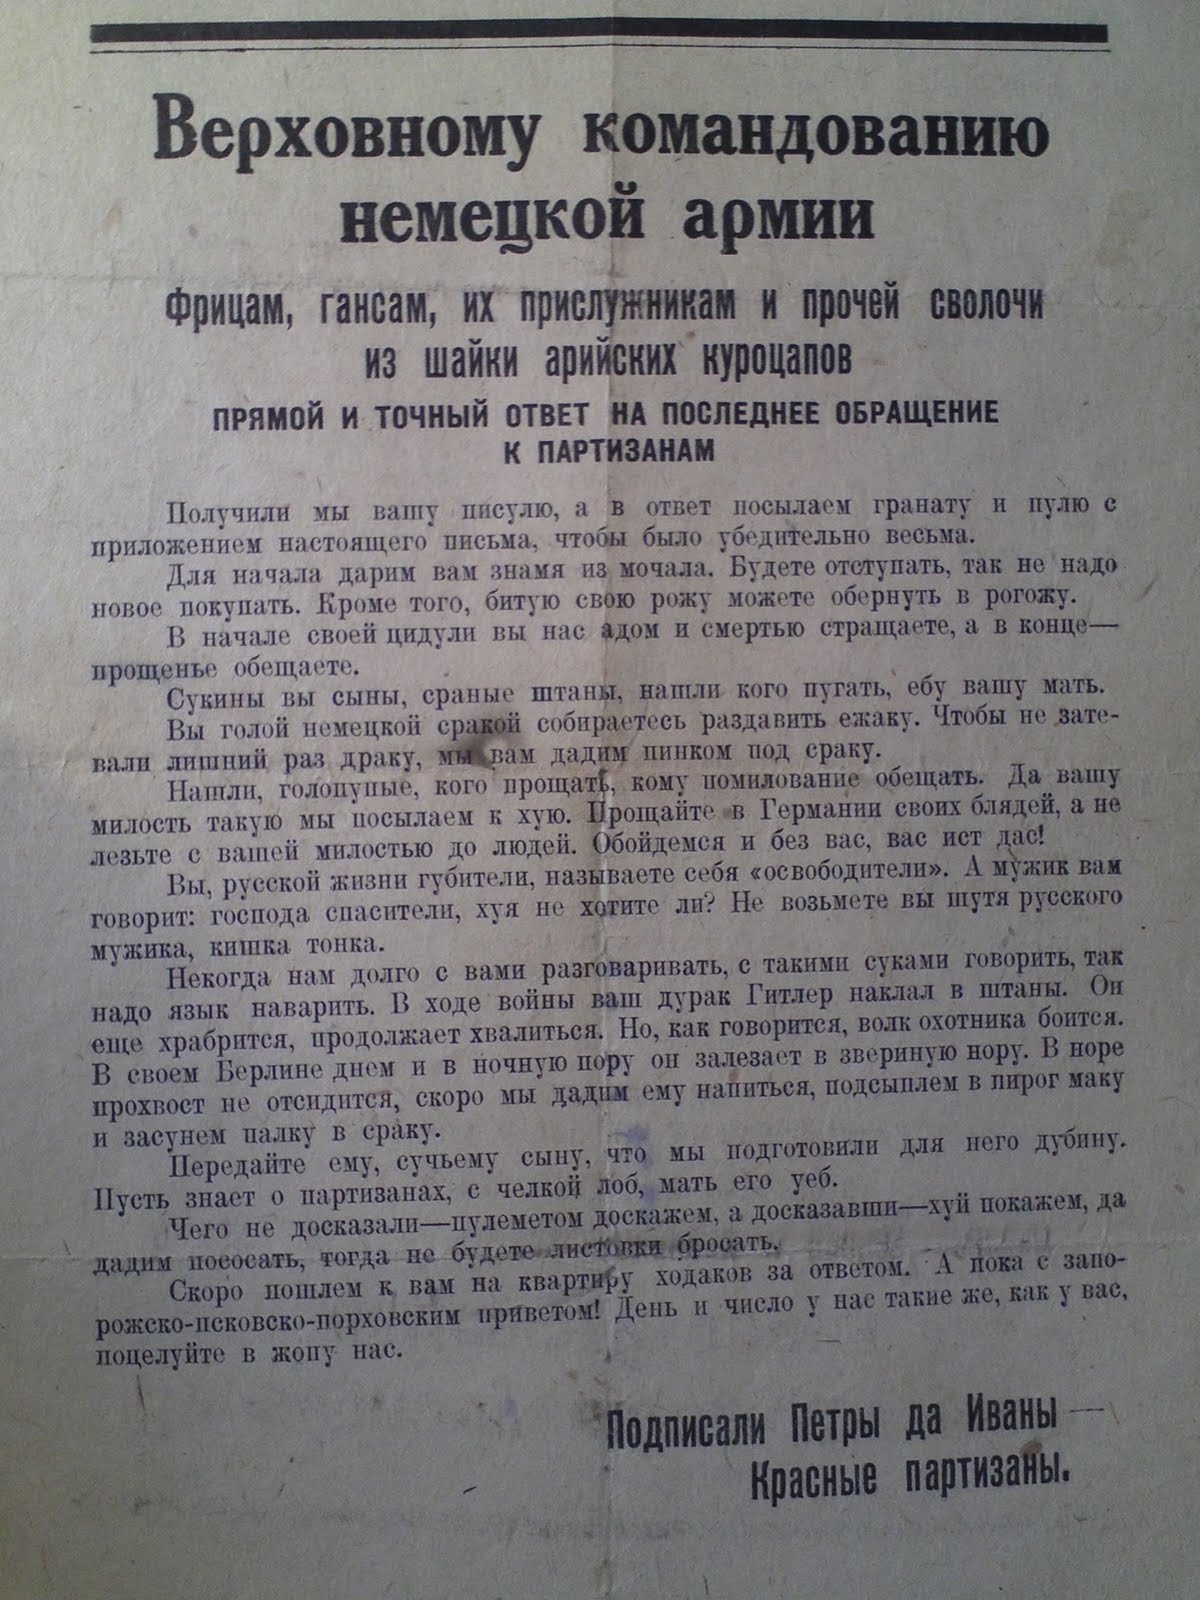 Верховному командованию
немецкой армии
Фрицам, гансам, их прислужникам и прочей сволочи
из шайки арийских куроцапов
ПРЯМОЙ И ТОЧНЫЙ ОТВЕТ НА ПОСЛЕДНЕЕ ОБРАЩЕНИЕ
К ПАРТИЗАНАМ
Получили мы вашу писулю, а в ответ посылаем гранату и пулю с
приложением настоящего письма, чтобы было убедительно весьма.
Для начала дарим вам знамя из мочала. Будете отступать, так не надо
новое покупать. Кроме того, битую свою рожу можете обернуть в рогожу.
В начале своей цидули вы нас адом и смертью стращаете, а в конце—
прощенье обещаете.
Сукины вы сыны, сраные штаны, нашли кого пугать, ебу вашу мать.
Вы голой немецкой сракой собираетесь раздавить ежаку. Чтобы не зате-
вали лишний раз драку, мы вам дадим пинком под сраку.
Нашли, голопупые, кого прощать, кому помилование обещать. Да вашу
милость такую мы посылаем к хую. Прощайте в Германии своих блядей, а не
лезьте с вашей милостью до людей. Обойдемся и без вас, вас ист дас!
Вы, русской жизни губители, называете себя «освободители». А мужик вам
говорит: господа спасители, хуя не хотите ли? Не возьмете вы шутя русского
мужика, кишка тонка.
Некогда нам долго с вами разговаривать, с такими суками говорить, так
надо язык наварить. В ходе войны ваш дурак Гитлер наклал в штаны. Он
еще храбрится, продолжает хвалиться. Но, как говорится, волк охотника боится.
В своем Берлине днем и в ночную пору он залезает в звериную нору. В норе
прохвост не отсидится, скоро мы дадим ему напиться, подсыплем в пирог маку
и засунем палку в сраку.
Передайте ему, сучьему сыну, что мы подготовили для него дубину.
Пусть знает о партизанах, с челкой лоб, мать его уеб.
Чего не досказали—пулеметом доскажем, а досказавши—хуй покажем, да
дадим пососать, тогда не будете листовки бросать.
Скоро пошлем к вам на квартиру ходаков за ответом. А пока с запо-
рожско-псковско-порховским приветом! День и число у нас такие же, как у вас,
поцелуйте в жопу нас.
Подписали Петры да Иваны —
Красные партизаны.